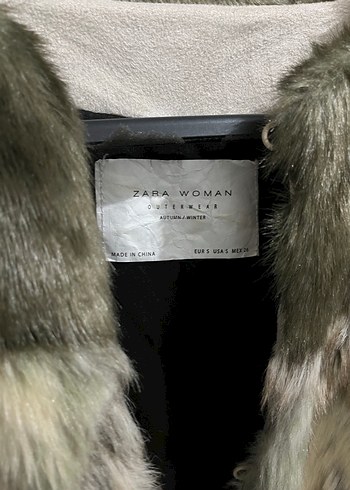 ZARA WOMAN
OUTERWEAR
AUTUMN / WINTER
MADE IN CHINA EUR S USA S MEX 26